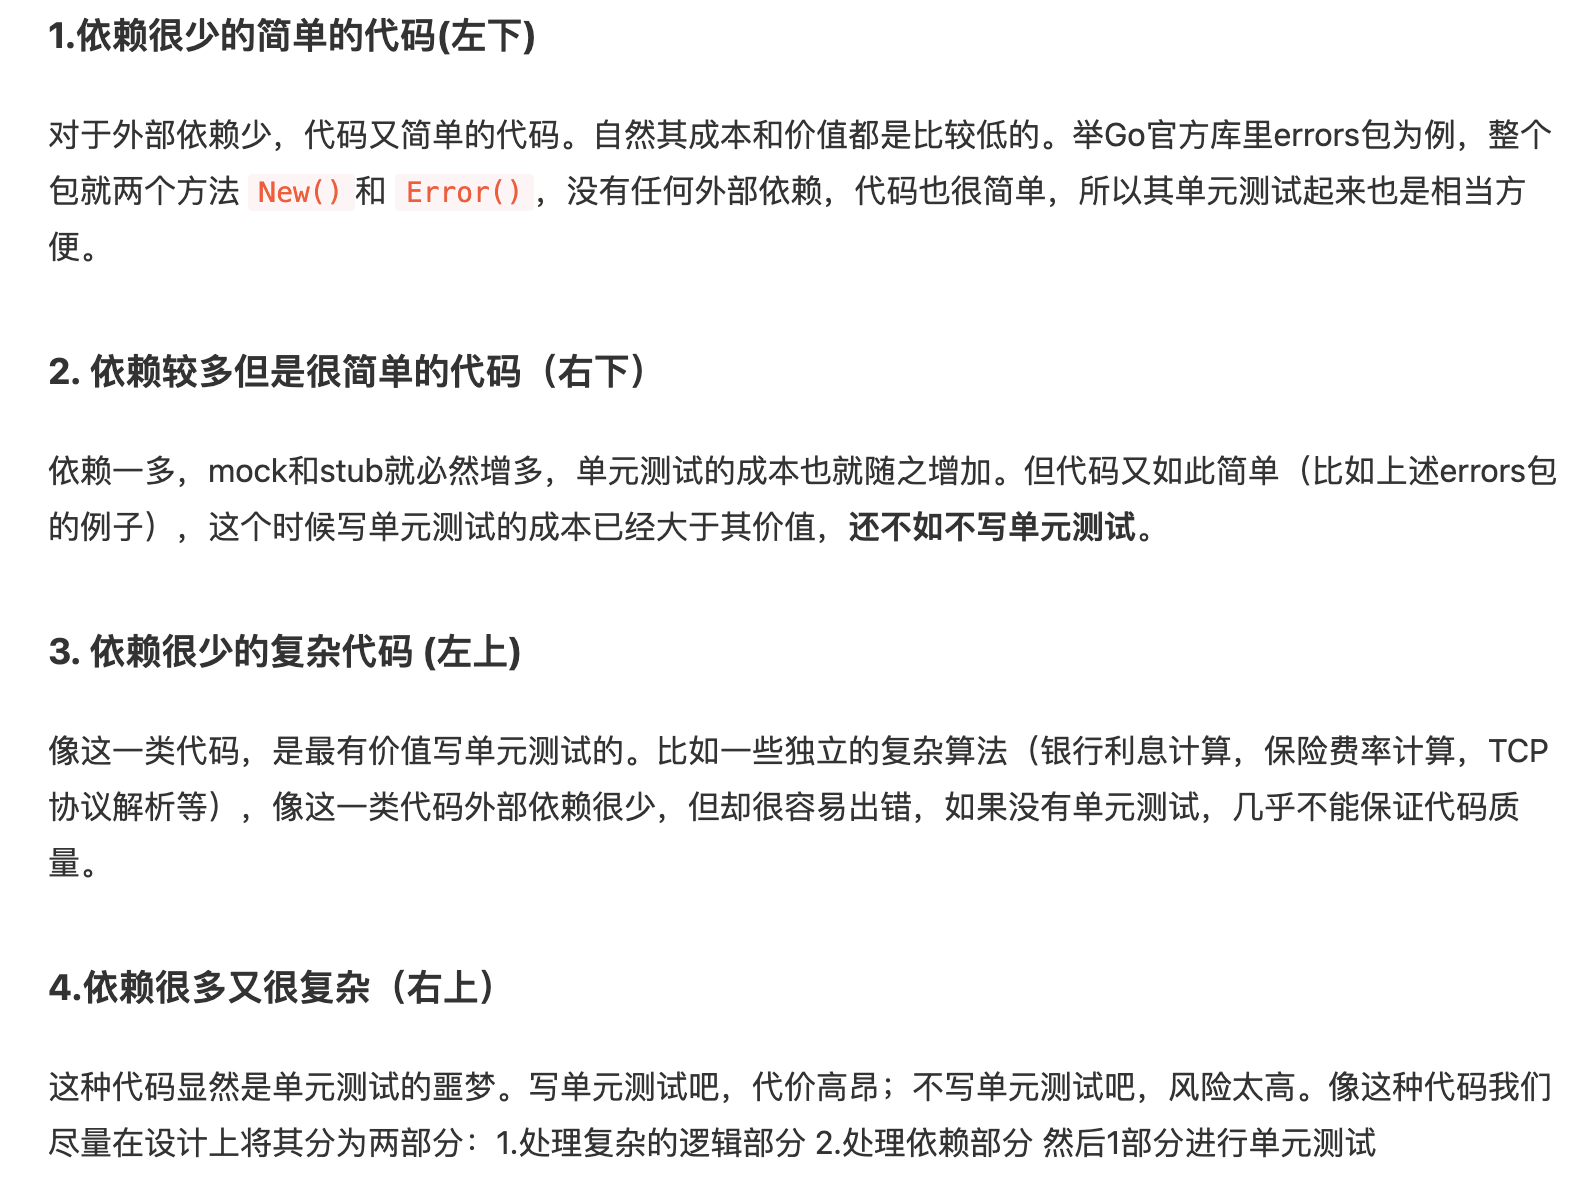 1.依赖很少的简单的代码(左下)
对于外部依赖少，代码又简单的代码。自然其成本和价值都是比较低的。举Go官方库里errors包为例，整个
包就两个方法 New() 和 Error() ，没有任何外部依赖，代码也很简单，所以其单元测试起来也是相当方
便。
2. 依赖较多但是很简单的代码（右下）
依赖一多，mock和stub就必然增多，单元测试的成本也就随之增加。但代码又如此简单（比如上述errors包
的例子），这个时候写单元测试的成本已经大于其价值，还不如不写单元测试。
3. 依赖很少的复杂代码 (左上)
像这一类代码，是最有价值写单元测试的。比如一些独立的复杂算法（银行利息计算，保险费率计算，TCP
协议解析等），像这一类代码外部依赖很少，但却很容易出错，如果没有单元测试，几乎不能保证代码质
量。
4.依赖很多又很复杂（右上）
这种代码显然是单元测试的噩梦。写单元测试吧，代价高昂；不写单元测试吧，风险太高。像这种代码我们
尽量在设计上将其分为两部分：1.处理复杂的逻辑部分 2.处理依赖部分 然后1部分进行单元测试